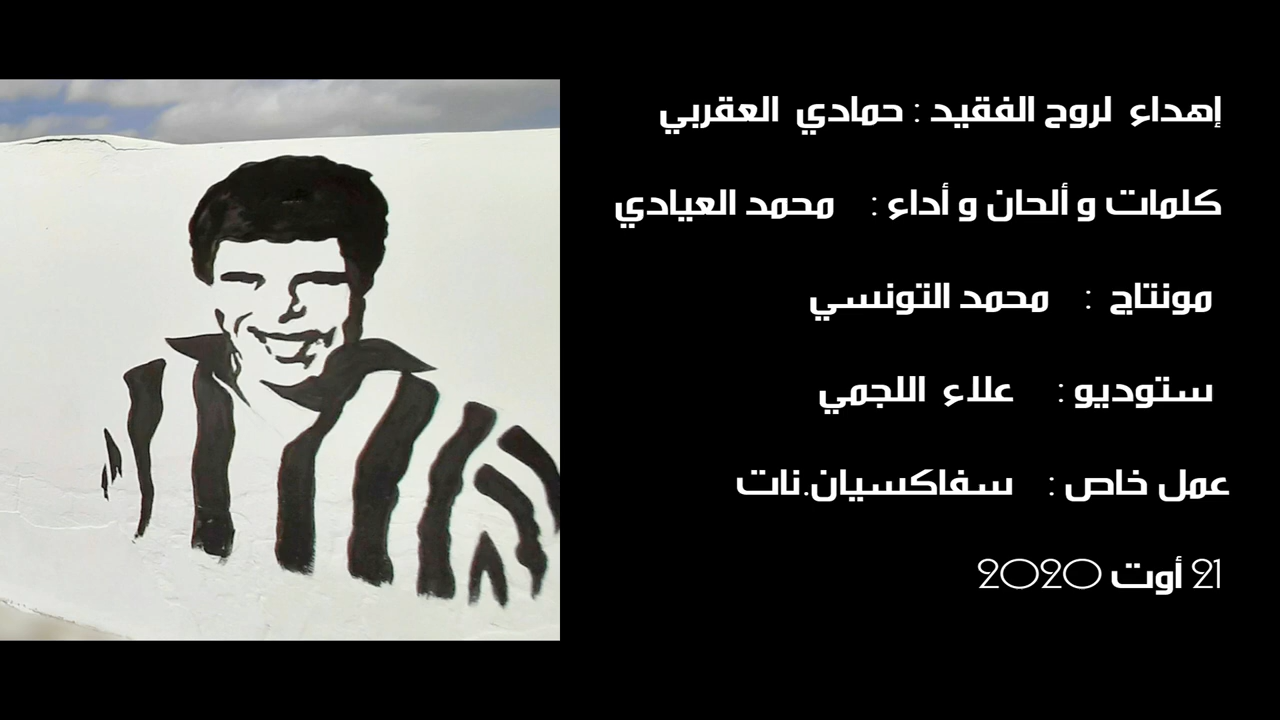 إهداء لروح الفقيد : حمادي العقربي
كلمات و ألحان و أداء : محمد العيادي
مونتاج : محمد التونسي
ستوديو : علاء اللجمي
عمل خاص : سفاكسيان.نات
21 أوت 2020